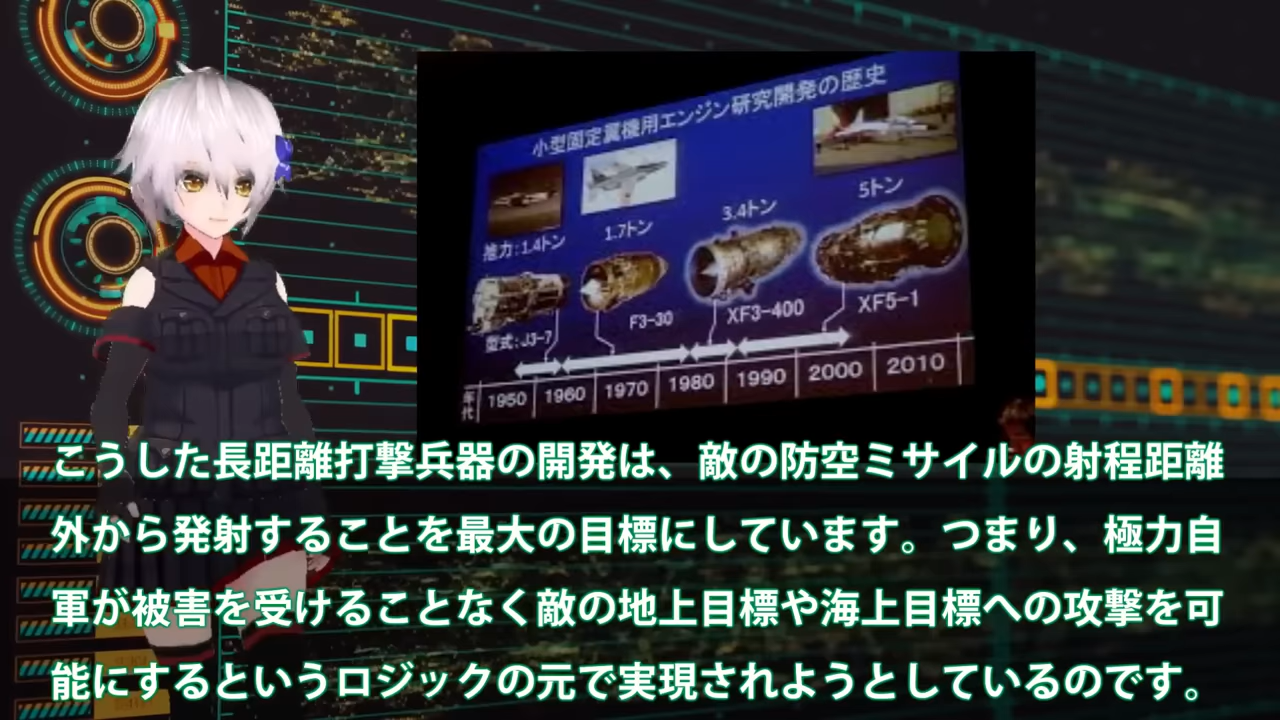 小型固定翼機用エンジン研究開発の歴史
推力:1.4トン
1.7トン
3.4トン
5トン
型式:J3-7
F3-30
XF3-400
XF5-1
年代
1950 1960 1970 1980 1990 2000 2010
こうした長距離打撃兵器の開発は、敵の防空ミサイルの射程距離
外から発射することを最大の目標にしています。つまり、極力自
軍が被害を受けることなく敵の地上目標や海上目標への攻撃を可
能にするというロジックの元で実現されようとしているのです。